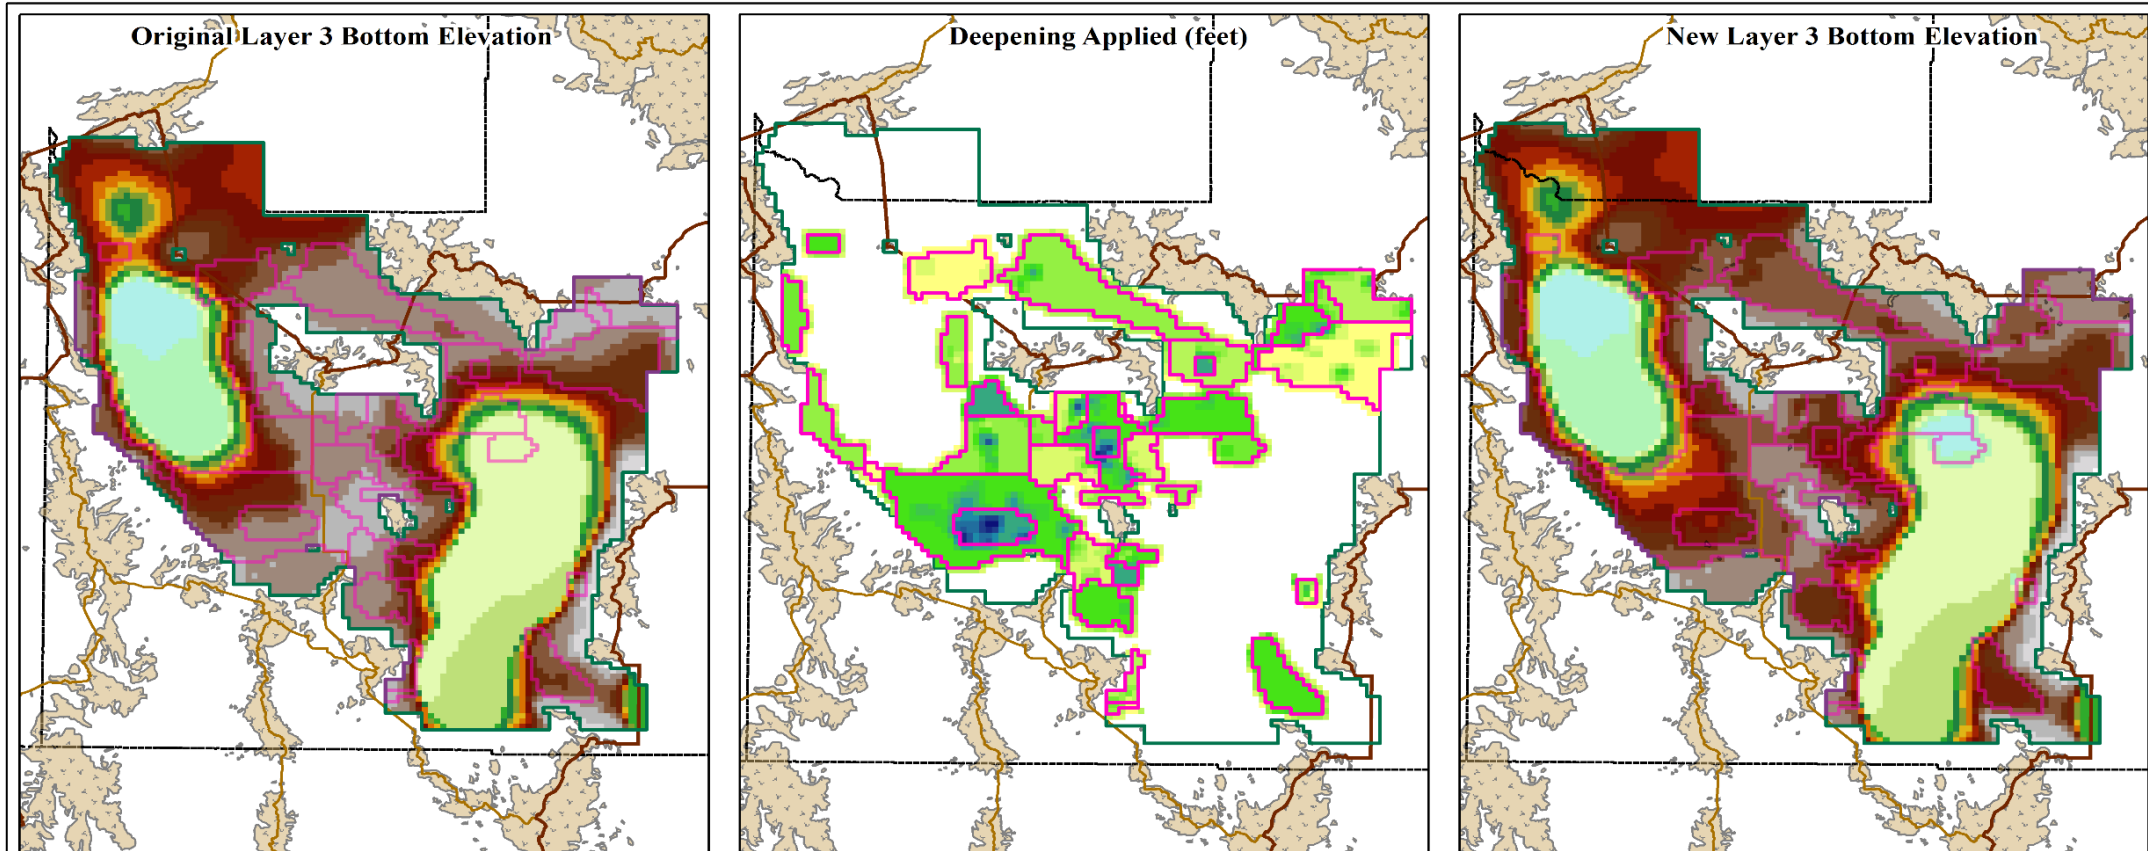 Original Layer 3 Bottom Elevation
Deepening Applied (feet)
New Layer 3 Bottom Elevation